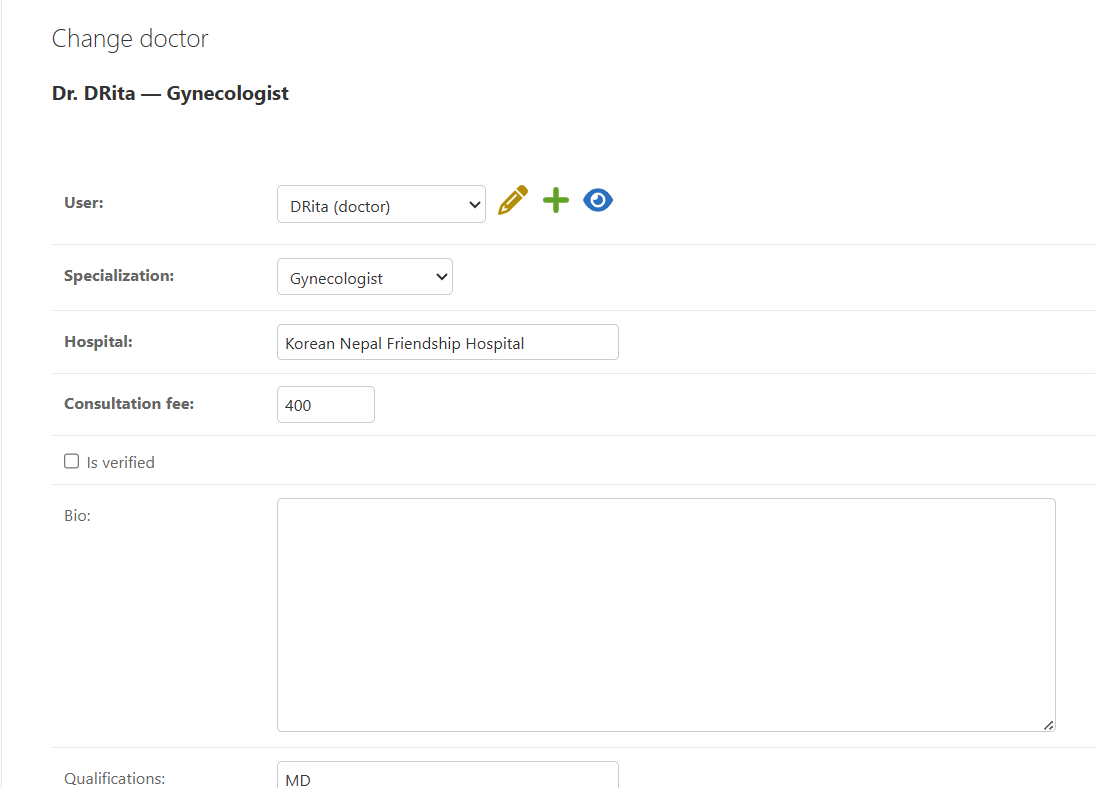 Change doctor
Dr. DRita — Gynecologist
User: DRita (doctor)
Specialization: Gynecologist
Hospital: Korean Nepal Friendship Hospital
Consultation fee: 400
Is verified
Bio:
Qualifications: MD